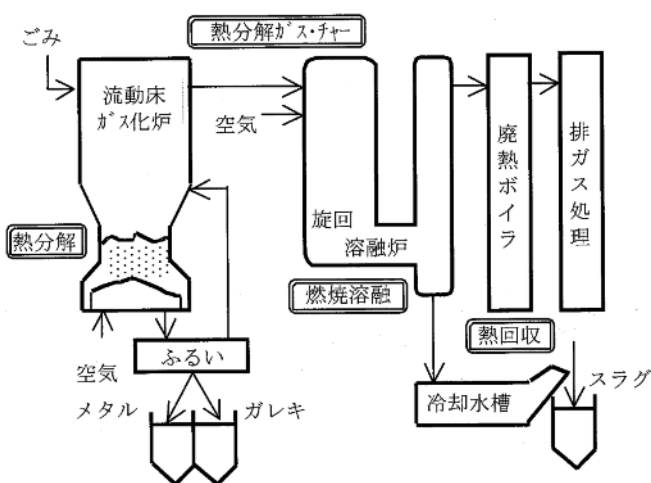 ごみ
熱分解ｶﾞｽ・チャー
流動床
ｶﾞｽ化炉
空気
廃熱ボイラ
排ガス処理
旋回
溶融炉
熱分解
燃焼溶融
熱回収
空気
ふるい
スラグ
メタル
ガレキ
冷却水槽